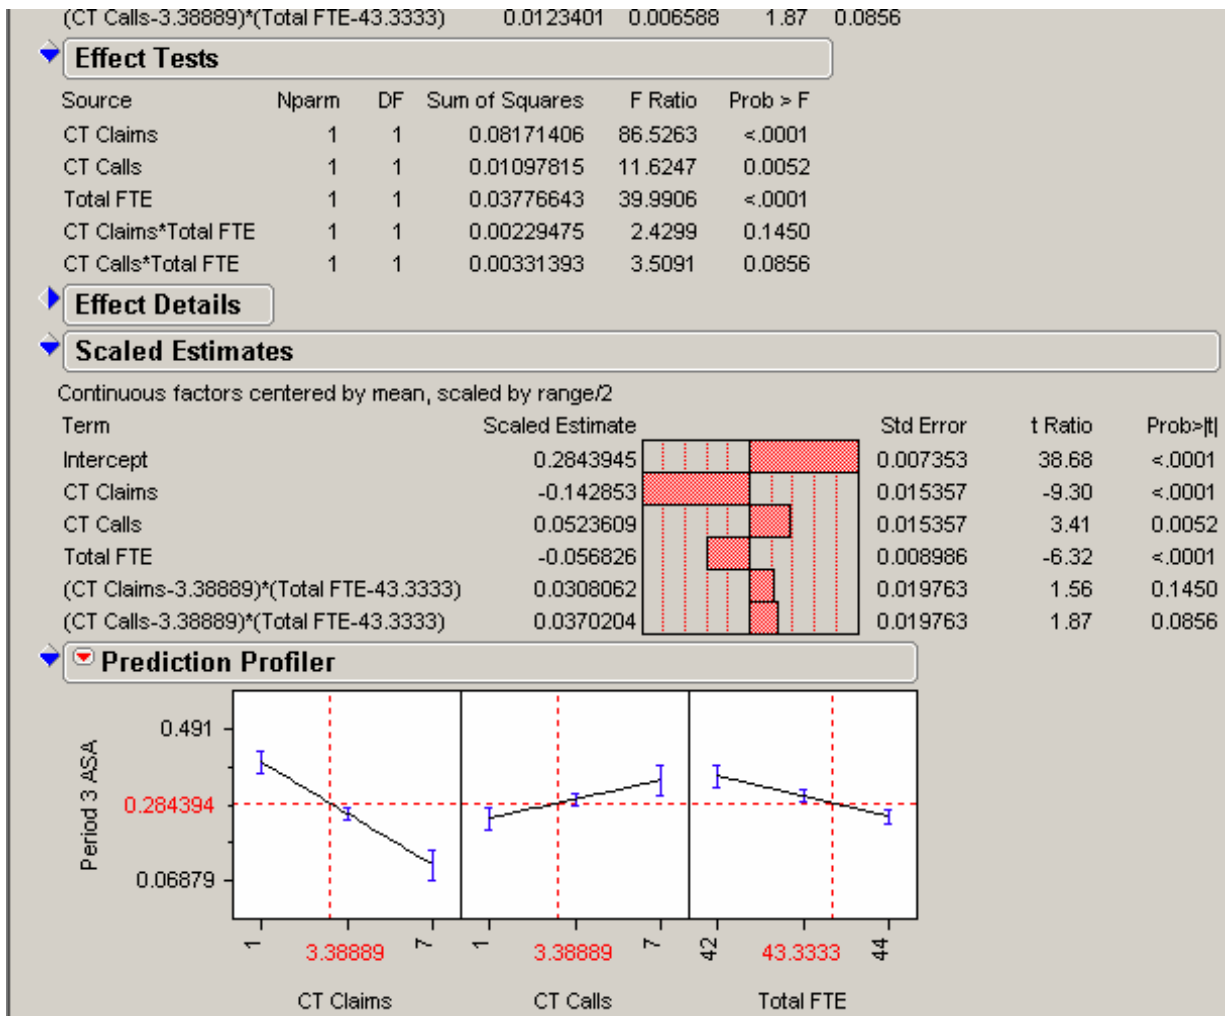 (CT Calls-3.38889)*(Total FTE-43.3333) 0.0123401 0.006588 1.87 0.0856
Effect Tests
Source Nparm DF Sum of Squares F Ratio Prob > F
CT Claims 1 1 0.08171406 86.5263 <.0001
CT Calls 1 1 0.01097815 11.6247 0.0052
Total FTE 1 1 0.03776643 39.9906 <.0001
CT Claims*Total FTE 1 1 0.00229475 2.4299 0.1450
CT Calls*Total FTE 1 1 0.00331393 3.5091 0.0856
Effect Details
Scaled Estimates
Continuous factors centered by mean, scaled by range/2
Term Scaled Estimate Std Error t Ratio Prob>|t|
Intercept 0.2843945 0.007353 38.68 <.0001
CT Claims -0.142853 0.015357 -9.30 <.0001
CT Calls 0.0523609 0.015357 3.41 0.0052
Total FTE -0.056826 0.008986 -6.32 <.0001
(CT Claims-3.38889)*(Total FTE-43.3333) 0.0308062 0.019763 1.56 0.1450
(CT Calls-3.38889)*(Total FTE-43.3333) 0.0370204 0.019763 1.87 0.0856
Prediction Profiler
Period 3 ASA
0.491
0.284394
0.06879
1 3.38889 7 1 3.38889 7 42 43.3333 44
CT Claims CT Calls Total FTE